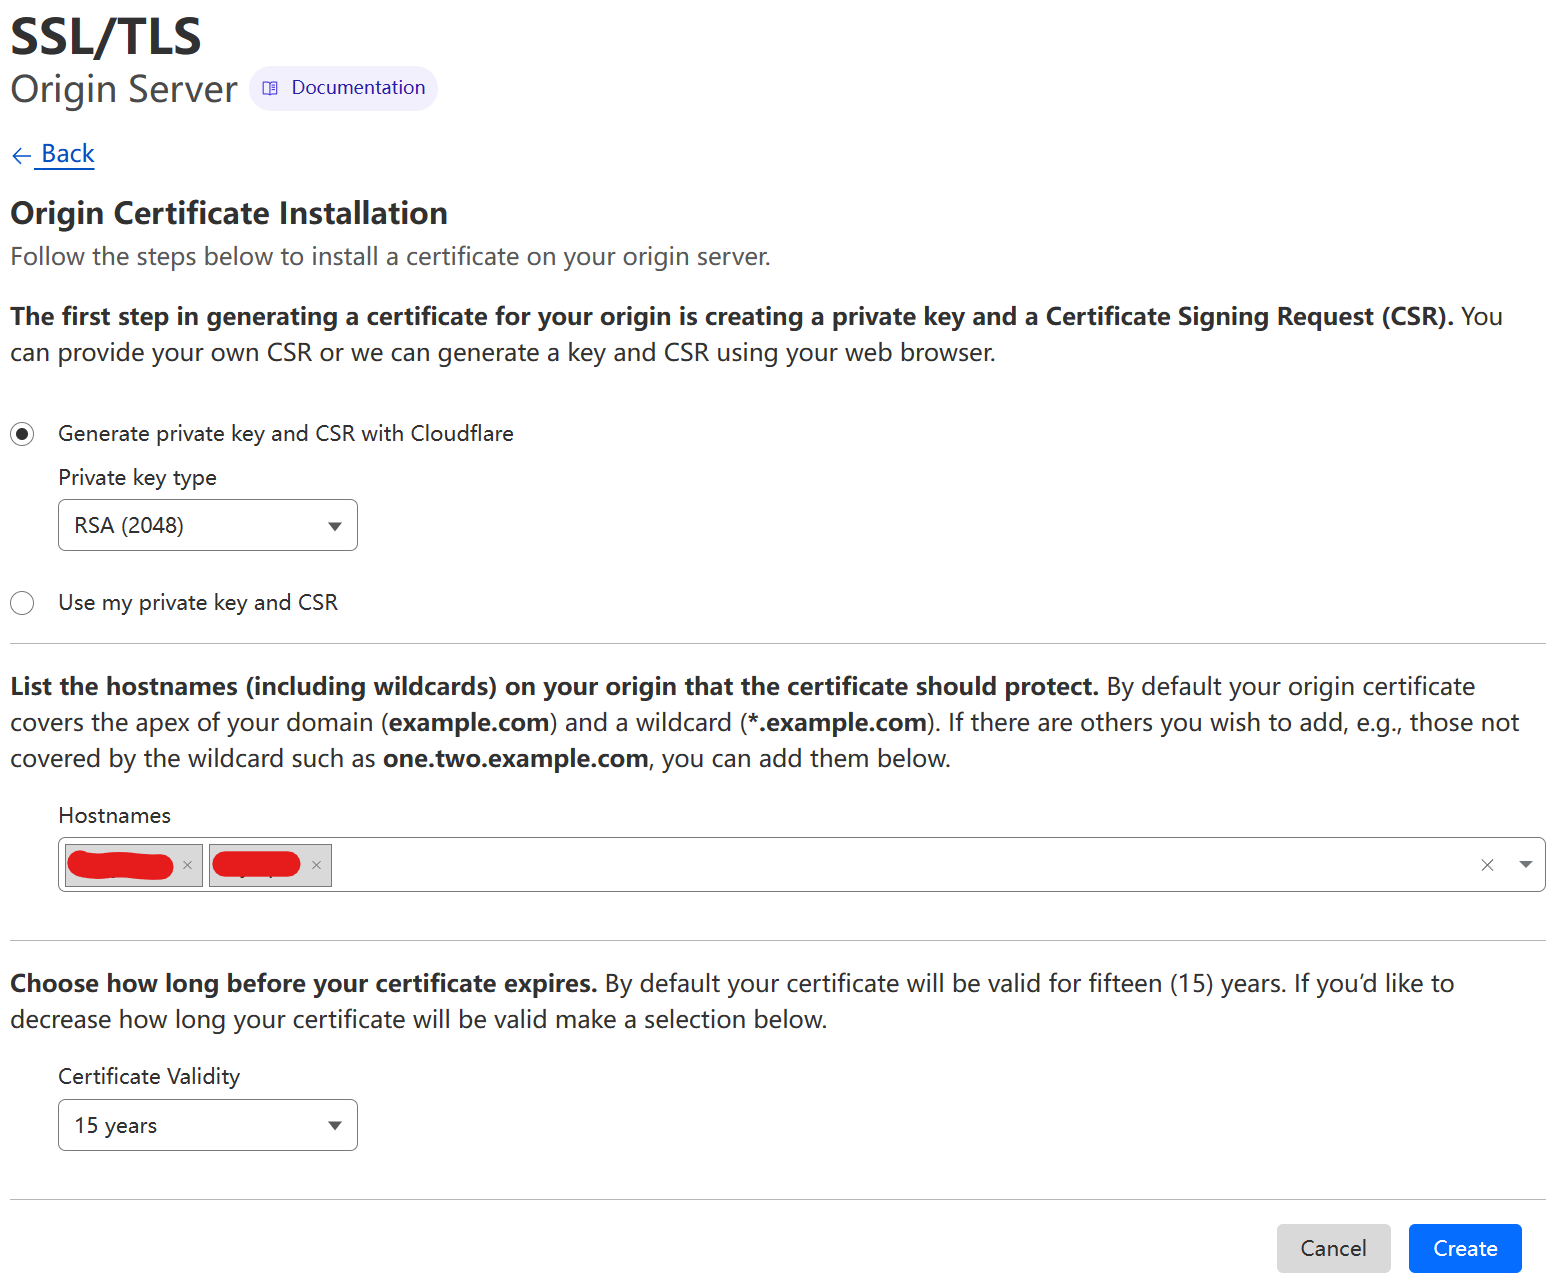 SSL/TLS
Origin Server
Documentation
Back
Origin Certificate Installation
Follow the steps below to install a certificate on your origin server.
The first step in generating a certificate for your origin is creating a private key and a Certificate Signing Request (CSR). You
can provide your own CSR or we can generate a key and CSR using your web browser.
Generate private key and CSR with Cloudflare
Private key type
RSA (2048)
Use my private key and CSR
List the hostnames (including wildcards) on your origin that the certificate should protect. By default your origin certificate
covers the apex of your domain (example.com) and a wildcard (*.example.com). If there are others you wish to add, e.g., those not
covered by the wildcard such as one.two.example.com, you can add them below.
Hostnames
Choose how long before your certificate expires. By default your certificate will be valid for fifteen (15) years. If you’d like to
decrease how long your certificate will be valid make a selection below.
Certificate Validity
15 years
Cancel
Create